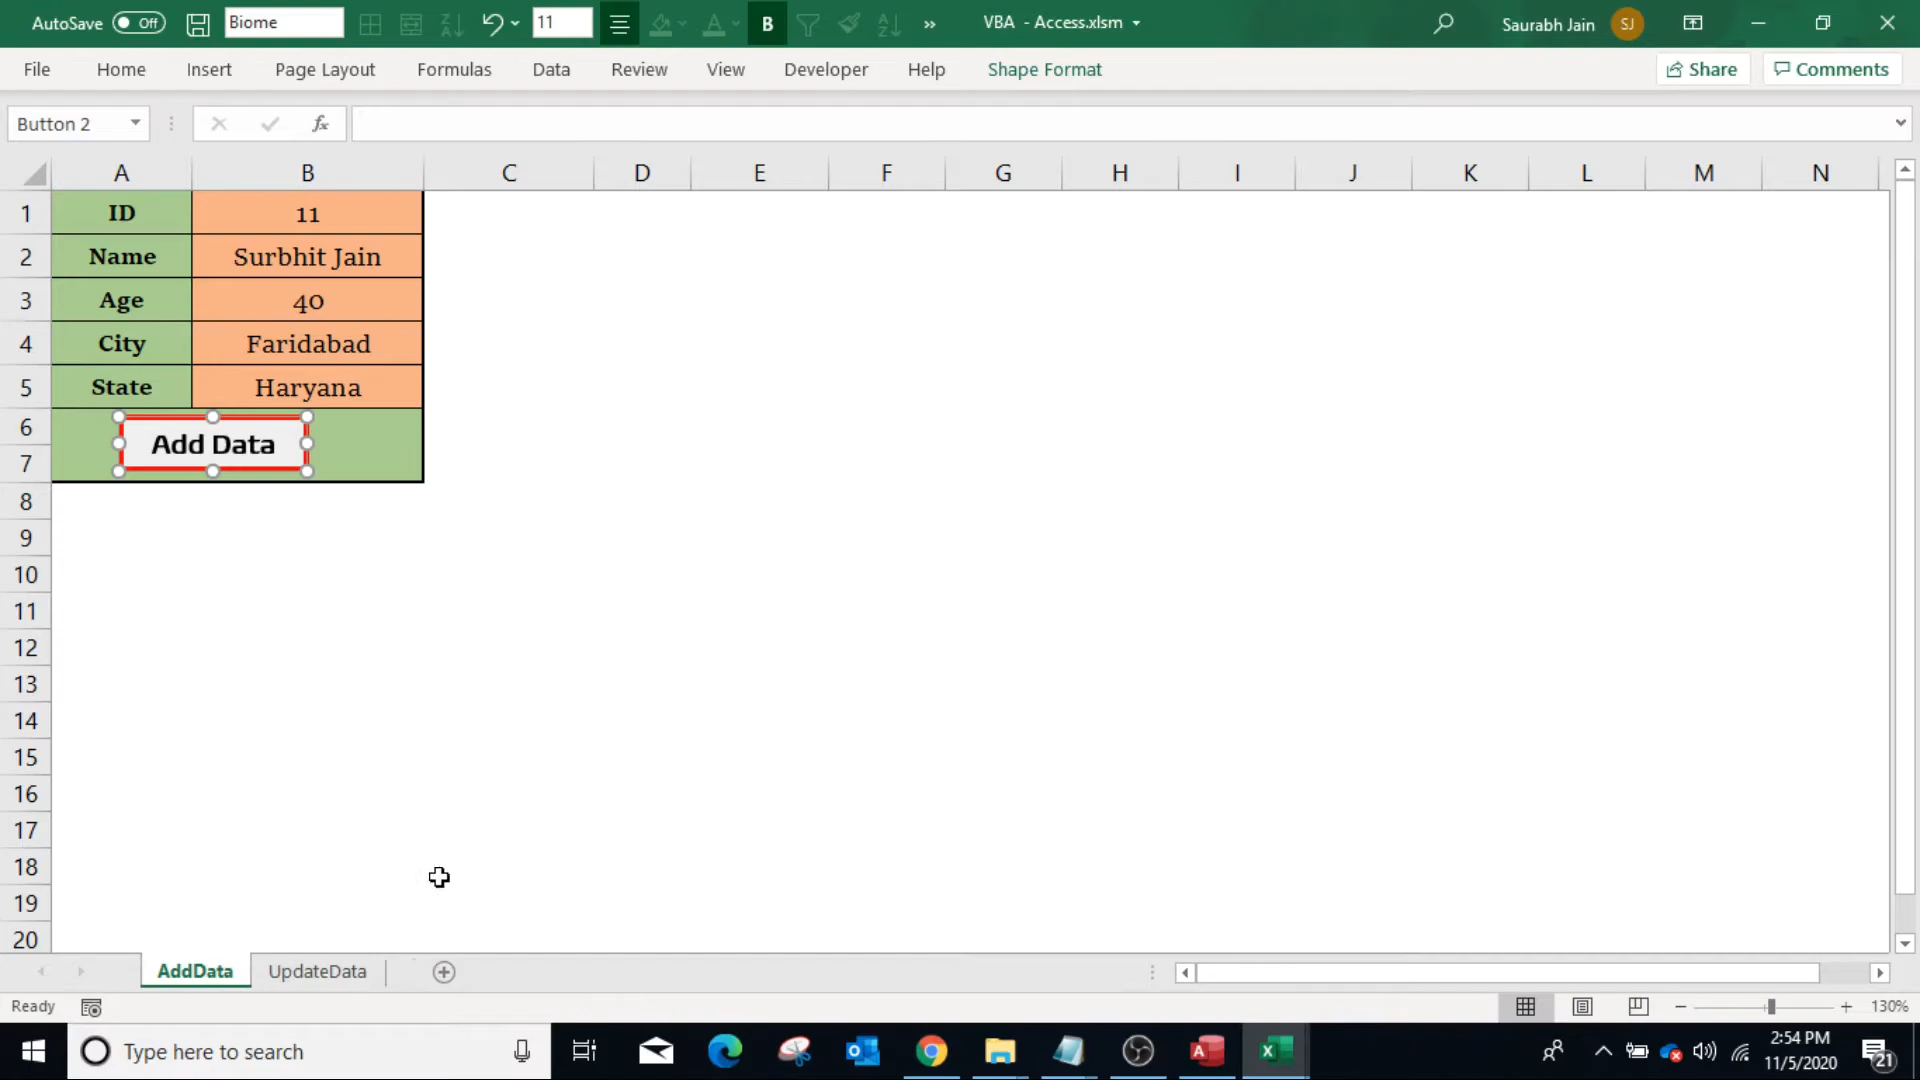 AutoSave Off Biome 11 B VBA - Access.xlsm Saurabh Jain SJ
File Home Insert Page Layout Formulas Data Review View Developer Help Shape Format Share Comments
Button 2 fx
A B C D E F G H I J K L M N
1 ID 11
2 Name Surbhit Jain
3 Age 40
4 City Faridabad
5 State Haryana
6
Add Data
7
8
9
10
11
12
13
14
15
16
17
18
19
20
AddData UpdateData
Ready 130%
Type here to search
2:54 PM
11/5/2020
21